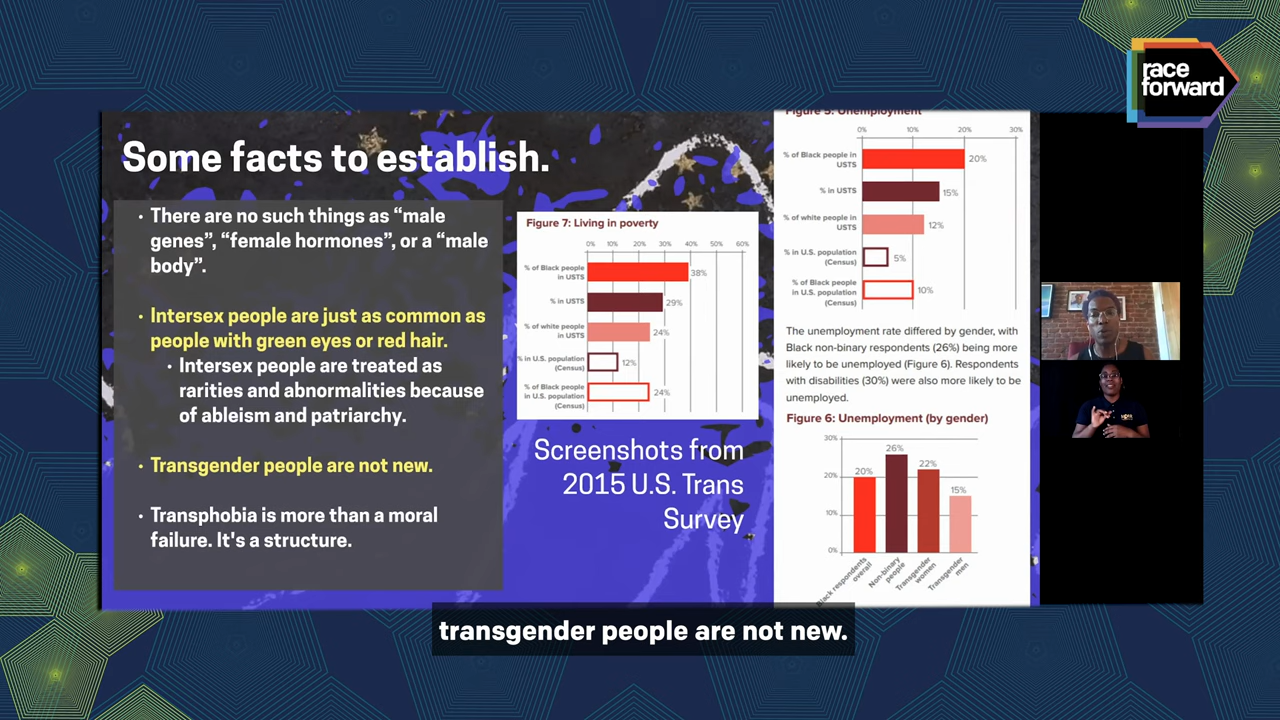 race
forward
Some facts to establish.
• There are no such things as “male
genes”, “female hormones”, or a “male
body”.
• Intersex people are just as common as
people with green eyes or red hair.
• Intersex people are treated as
rarities and abnormalities because
of ableism and patriarchy.
• Transgender people are not new.
• Transphobia is more than a moral
failure. It's a structure.
Figure 7: Living in poverty
0% 10% 20% 30% 40% 50% 60%
% of Black people
in USTS
38%
% in USTS
29%
% of white people
in USTS
24%
% in U.S. population
(Census)
12%
% of Black people
in U.S. population
(Census)
24%
Screenshots from
2015 U.S. Trans
Survey
Figure 5: Unemployment
0% 10% 20% 30%
% of Black people in
USTS
20%
% in USTS
15%
% of white people in
USTS
12%
% in U.S. population
(Census)
5%
% of Black people
in U.S. population
(Census)
10%
The unemployment rate differed by gender, with
Black non-binary respondents (26%) being more
likely to be unemployed (Figure 6). Respondents
with disabilities (30%) were also more likely to be
unemployed.
Figure 6: Unemployment (by gender)
30%
20%
10%
0%
20%
26%
22%
15%
Black respondents
overall
Non-binary
people
Transgender
women
Transgender
men
transgender people are not new.